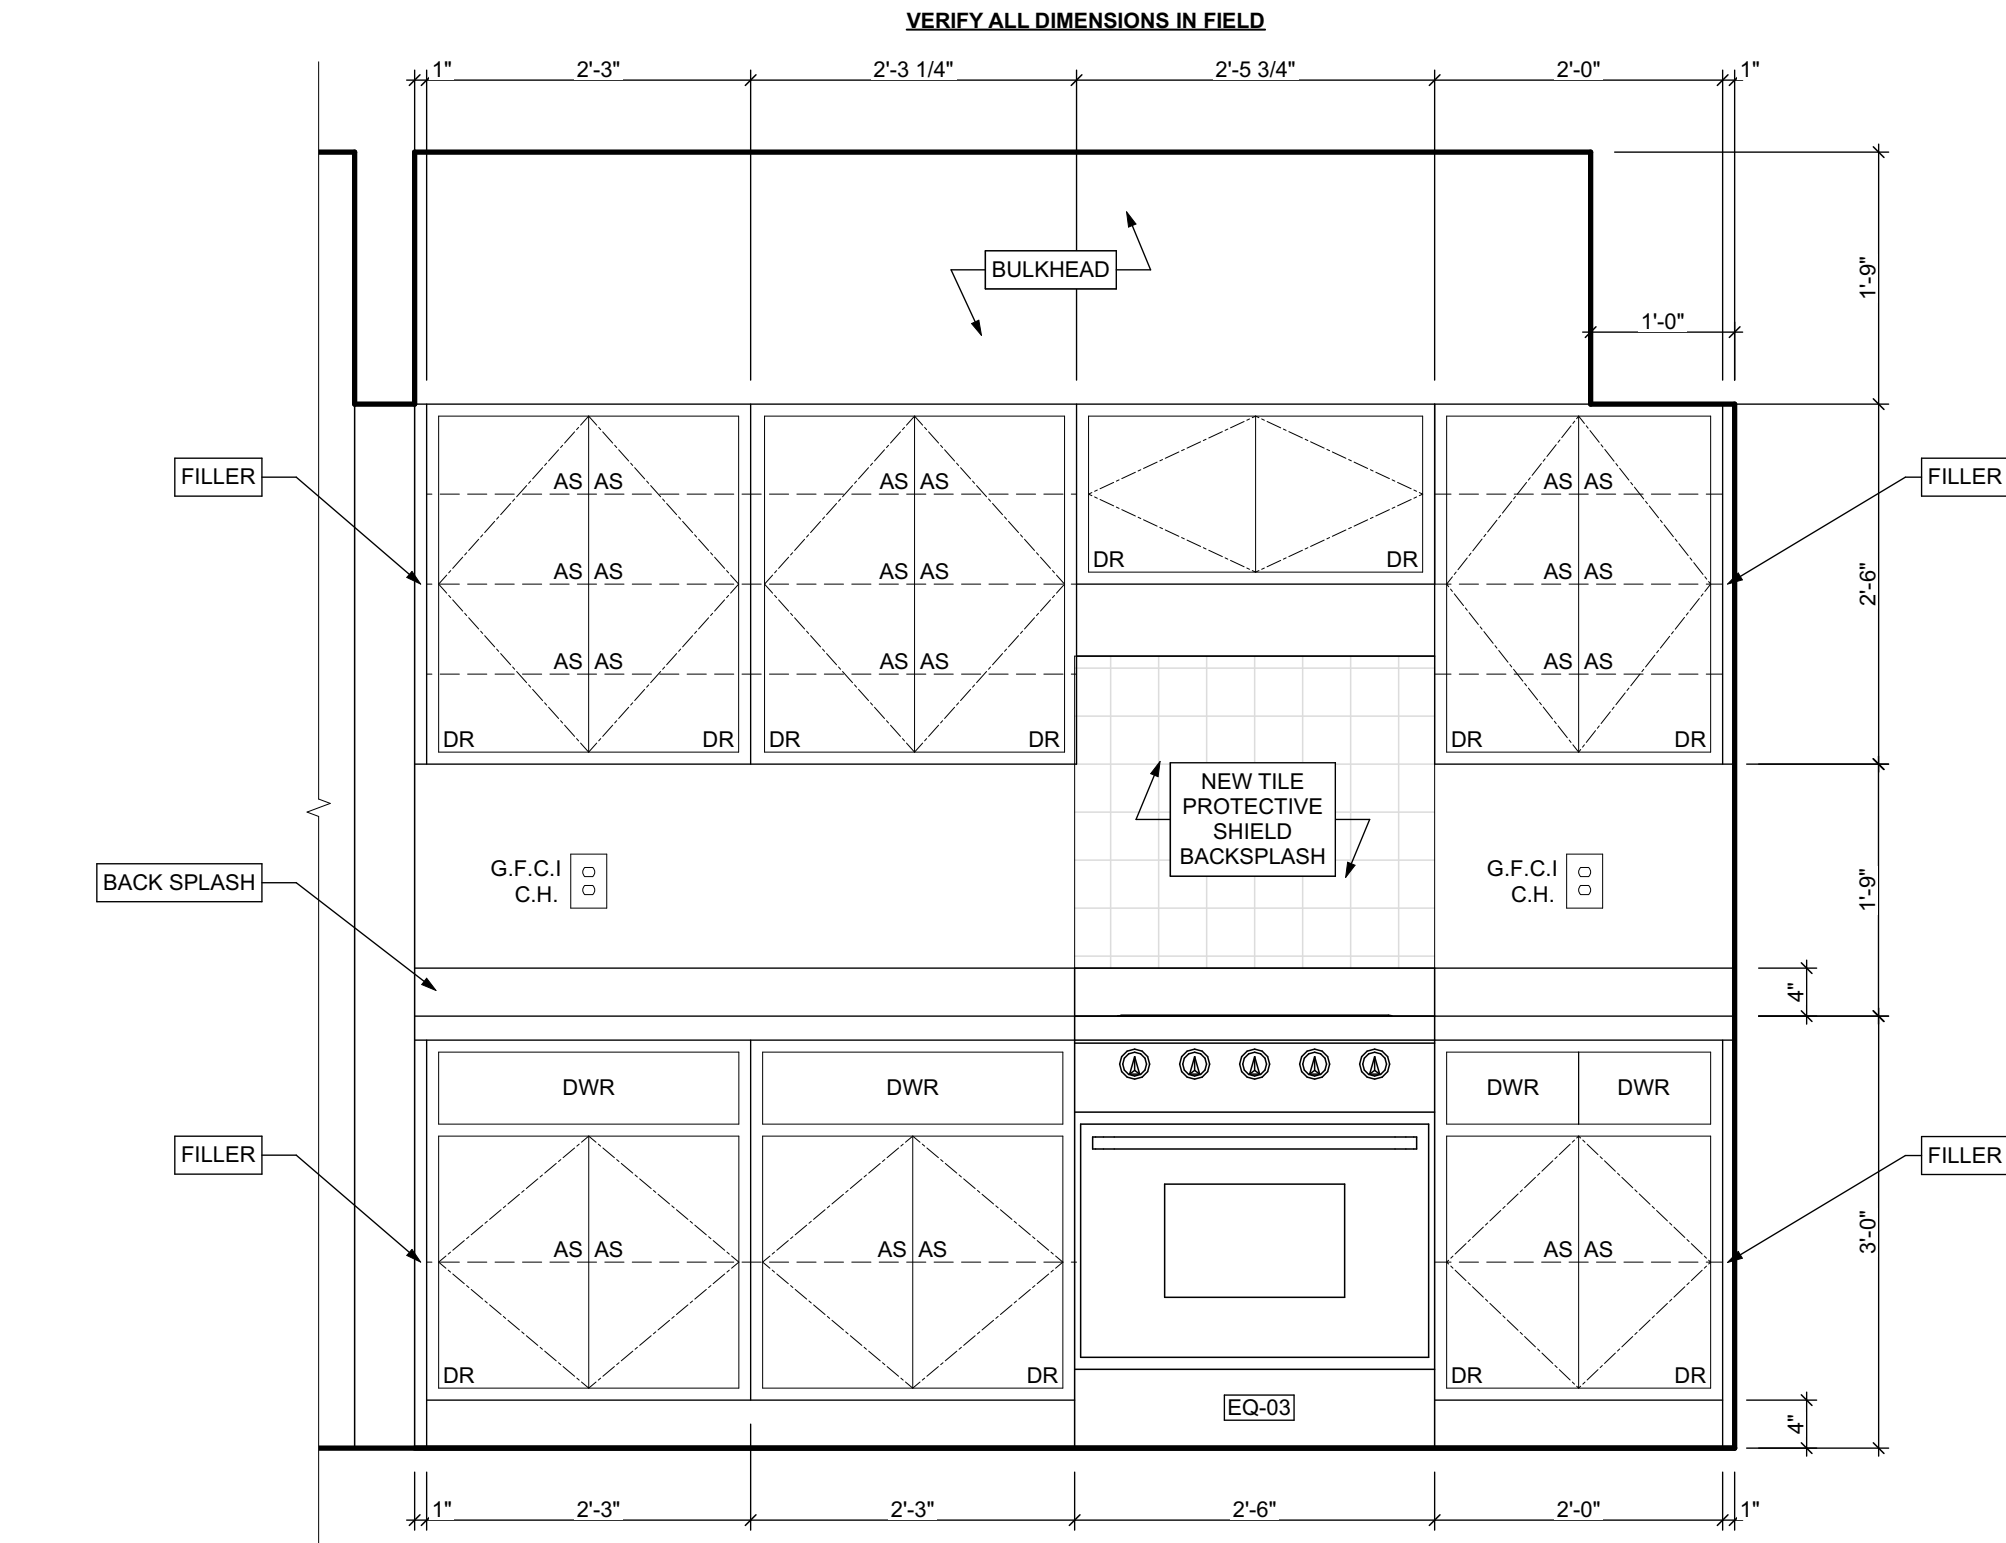 VERIFY ALL DIMENSIONS IN FIELD
1" 2'-3" 2'-3 1/4" 2'-5 3/4" 2'-0" 1"
BULKHEAD
1'-9"
1'-0"
FILLER
FILLER
AS AS AS AS AS AS
DR DR
AS AS AS AS AS AS
2'-6"
AS AS AS AS AS AS
DR DR DR DR DR DR
NEW TILE
PROTECTIVE
SHIELD
BACKSPLASH
G.F.C.I
C.H.
G.F.C.I
C.H.
BACK SPLASH
1'-9"
4"
DWR DWR DWR DWR
FILLER
FILLER
3'-0"
AS AS AS AS AS AS
DR DR DR DR
EQ-03
4"
1" 2'-3" 2'-3" 2'-6" 2'-0" 1"